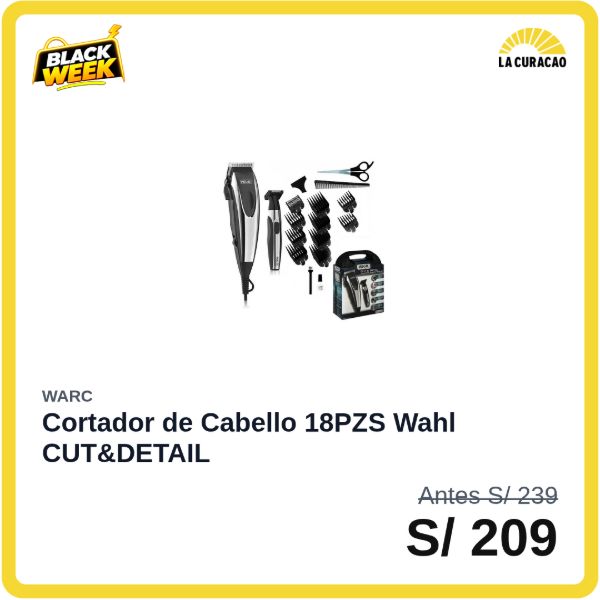 BLACK
WEEK
LA CURACAO
WARC
Cortador de Cabello 18PZS Wahl
CUT&DETAIL
Antes S/ 239
S/ 209